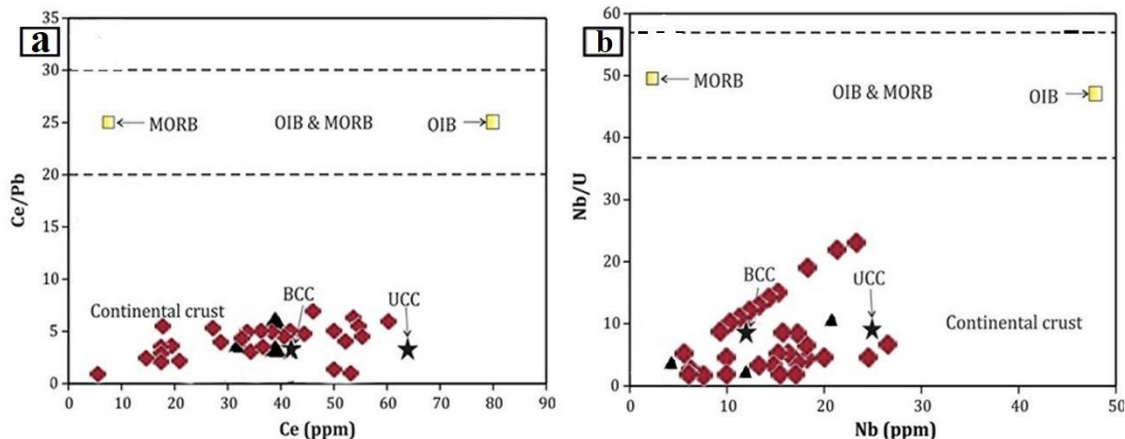 a
35
30
25
20
15
10
5
0
Ce/Pb
MORB
OIB & MORB
OIB
Continental crust
BCC
UCC
0 10 20 30 40 50 60 70 80 90
Ce (ppm)
b
60
50
40
30
20
10
0
Nb/U
MORB
OIB & MORB
OIB
BCC
UCC
Continental crust
0 10 20 30 40 50
Nb (ppm)